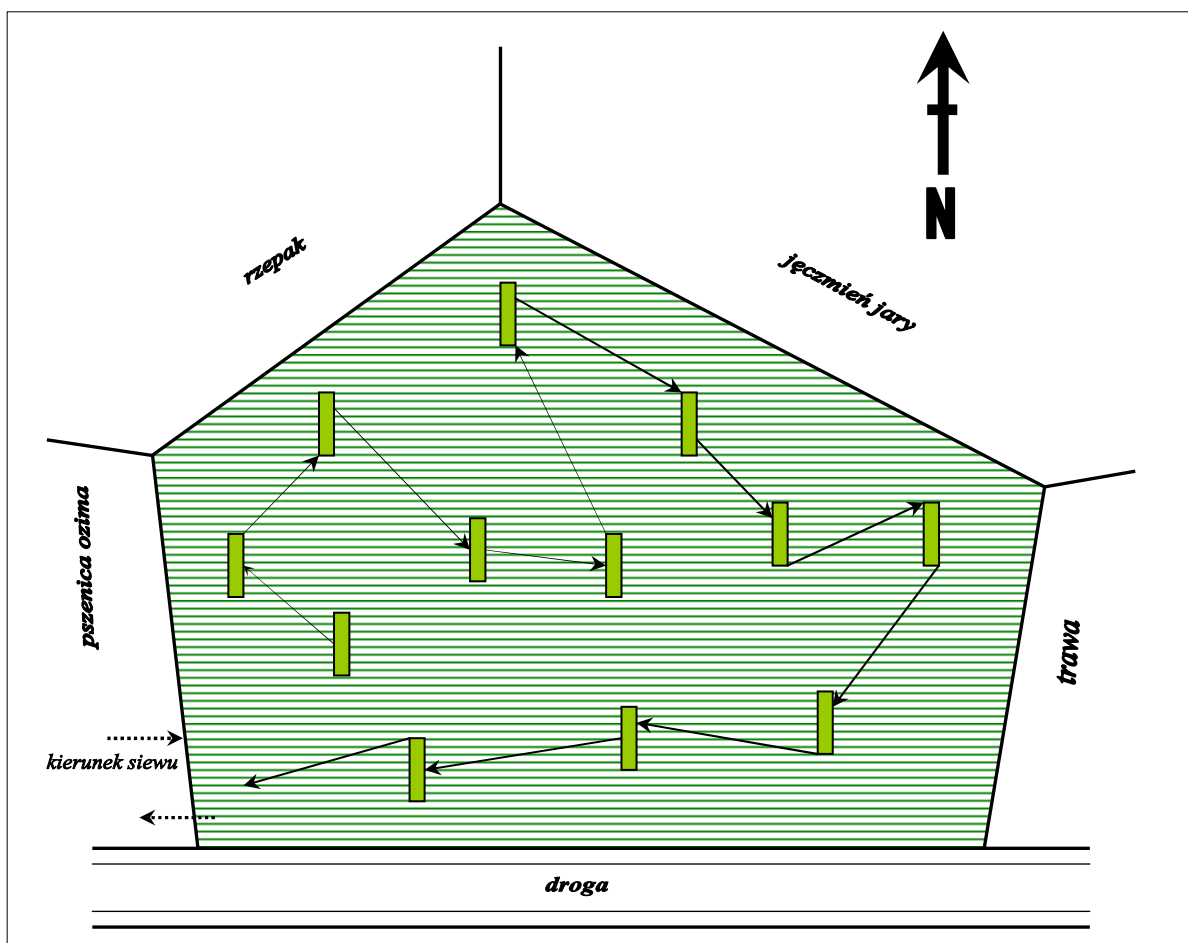 N
rzepak
jęczmień jary
pszenica ozima
trawa
kierunek siewu
droga